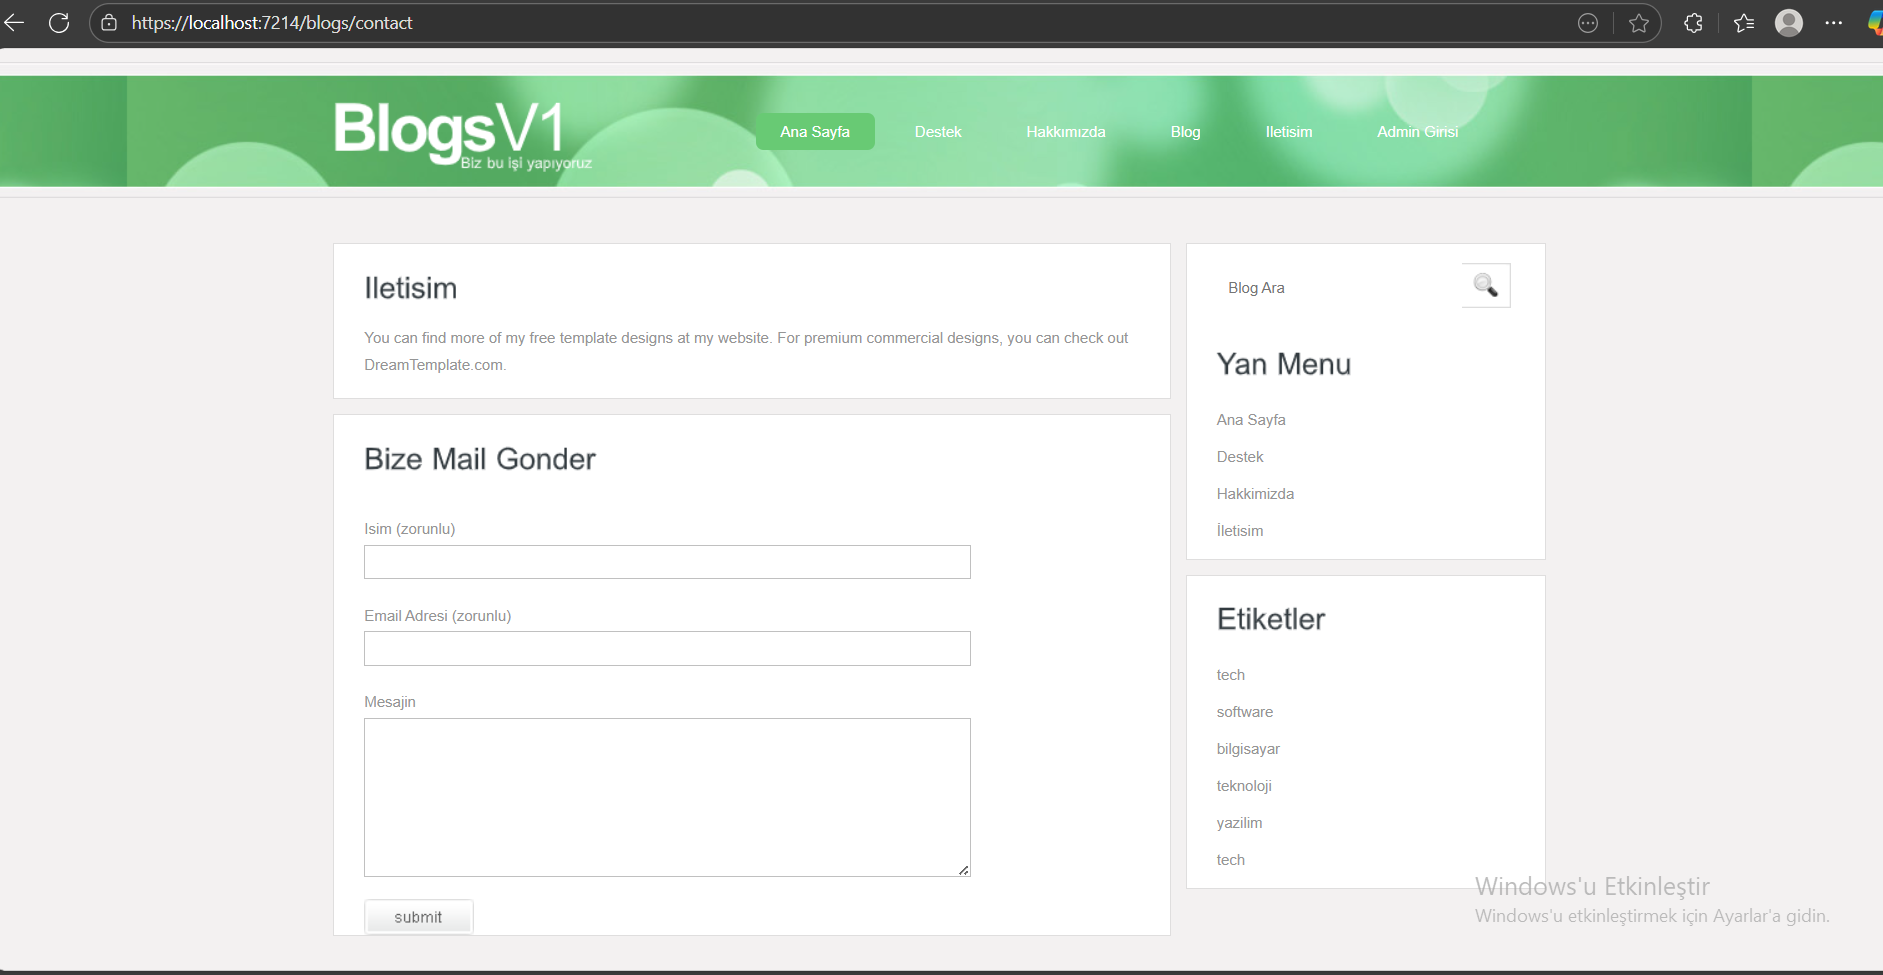 https://localhost:7214/blogs/contact
BlogsV1
Biz bu işi yapıyoruz
Ana Sayfa
Destek
Hakkımızda
Blog
Iletisim
Admin Girisi
Iletisim
You can find more of my free template designs at my website. For premium commercial designs, you can check out
DreamTemplate.com.
Bize Mail Gonder
Isim (zorunlu)
Email Adresi (zorunlu)
Mesajin
submit
Blog Ara
Yan Menu
Ana Sayfa
Destek
Hakkimizda
İletisim
Etiketler
tech
software
bilgisayar
teknoloji
yazilim
tech
Windows'u Etkinleştir
Windows'u etkinleştirmek için Ayarlar'a gidin.